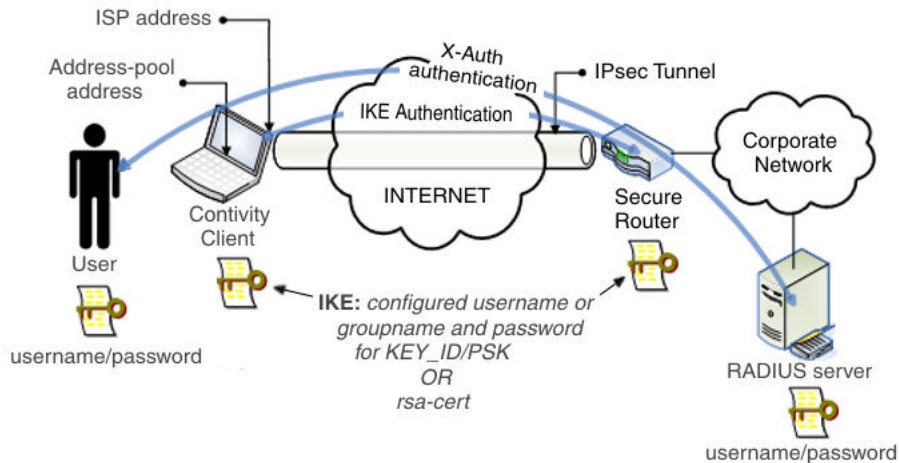 ISP address
Address-pool
address
X-Auth
authentication
IPsec Tunnel
IKE Authentication
INTERNET
Corporate
Network
Contivity
Client
Secure
Router
User
username/password
IKE: configured username or
groupname and password
for KEY_ID/PSK
OR
rsa-cert
RADIUS server
username/password